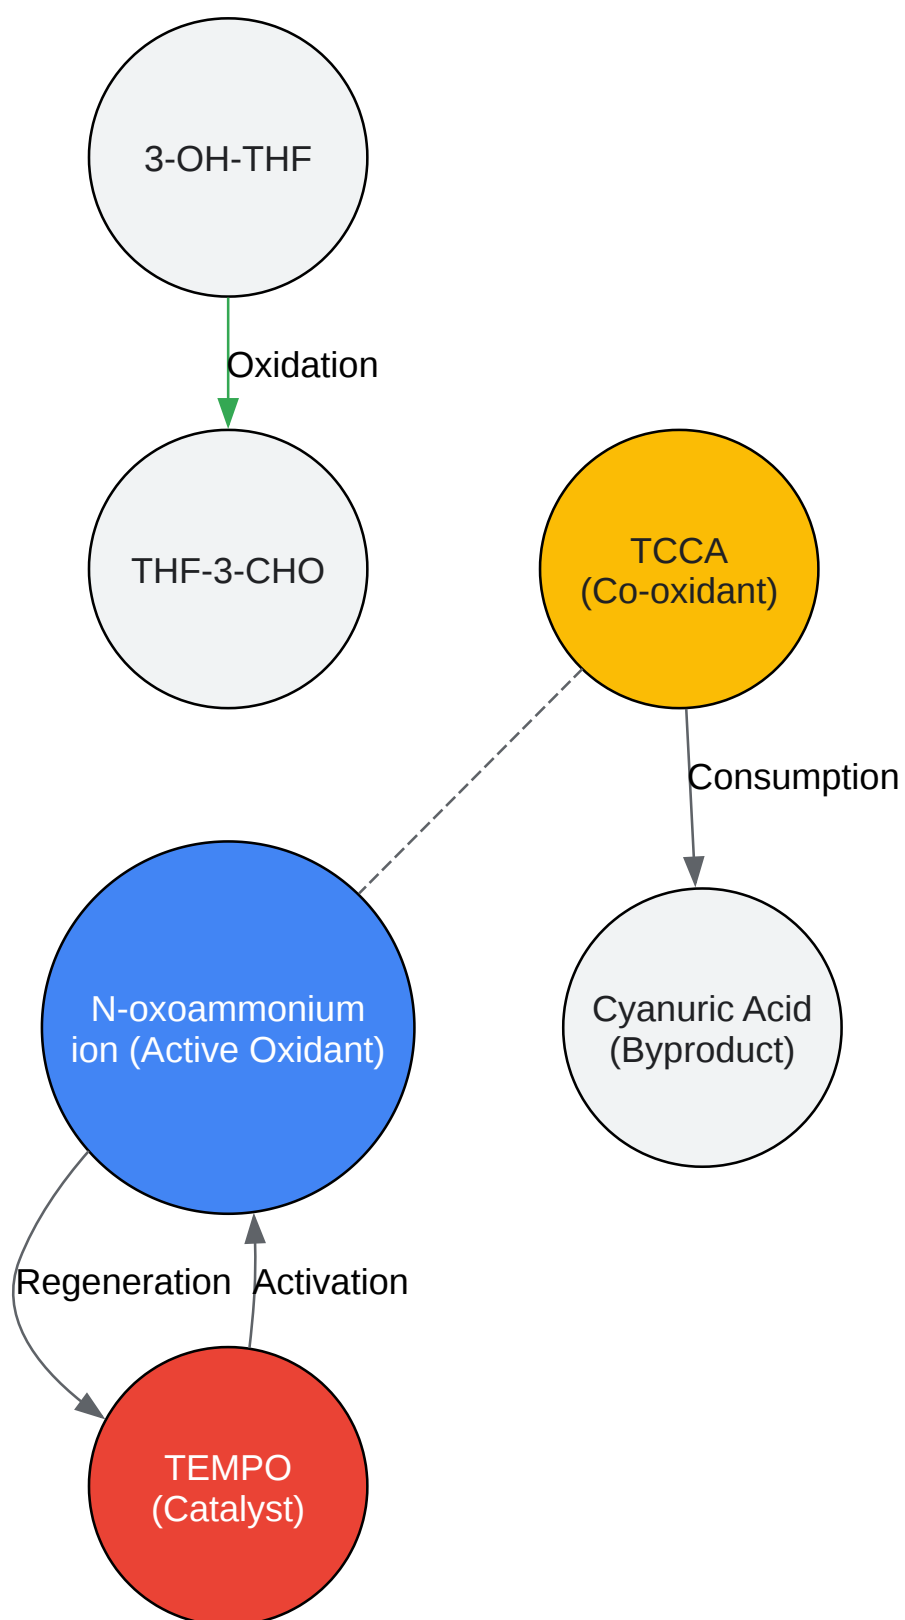 3-OH-THF
Oxidation
THF-3-CHO
TCCA
(Co-oxidant)
Consumption
N-oxoammonium
ion (Active Oxidant)
Cyanuric Acid
(Byproduct)
Regeneration
Activation
TEMPO
(Catalyst)